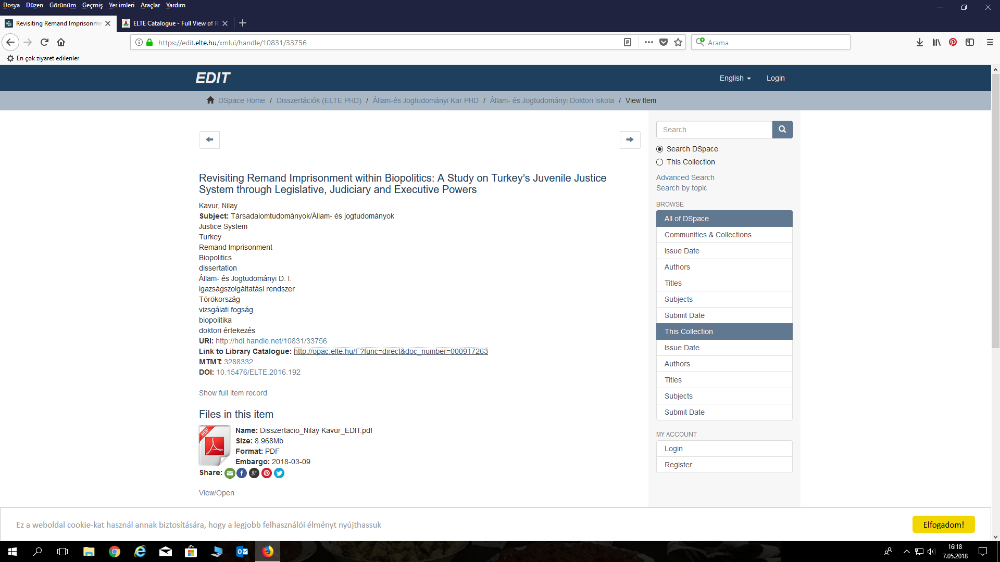 Dosya Düzen Görünüm Geçmiş Yer imleri Araçlar Yardım
Revisiting Remand Imprisonme
ELTE Catalogue - Full View of R
https://edit.elte.hu/xmlui/handle/10831/33756
Arama
En çok ziyaret edilenler
EDIT
English
Login
DSpace Home / Disszertációk (ELTE PHD) / Állam-és Jogtudományi Kar PHD / Állam- és Jogtudományi Doktori Iskola / View Item
Revisiting Remand Imprisonment within Biopolitics: A Study on Turkey’s Juvenile Justice
System through Legislative, Judiciary and Executive Powers
Kavur, Nilay
Subject: Társadalomtudományok/Állam- és jogtudományok
Justice System
Turkey
Remand Imprisonment
Biopolitics
dissertation
Állam- és Jogtudományi D. I.
igazságszolgáltatási rendszer
Törökország
vizsgálati fogság
biopolitika
doktori értekezés
URI: http://hdl.handle.net/10831/33756
Link to Library Catalogue: http://opac.elte.hu/F?func=direct&doc_number=000917263
MTMT: 3288332
DOI: 10.15476/ELTE.2016.192
Show full item record
Files in this item
PDF
Name: Disszertacio_Nilay Kavur_EDIT.pdf
Size: 8.968Mb
Format: PDF
Embargo: 2018-03-09
Share:
View/Open
Search
Search DSpace
This Collection
Advanced Search
Search by topic
BROWSE
All of DSpace
Communities & Collections
Issue Date
Authors
Titles
Subjects
Submit Date
This Collection
Issue Date
Authors
Titles
Subjects
Submit Date
MY ACCOUNT
Login
Register
Ez a weboldal cookie-kat használ annak biztosítására, hogy a legjobb felhasználói élményt nyújthassuk
Elfogadom!
16:18
7.05.2018